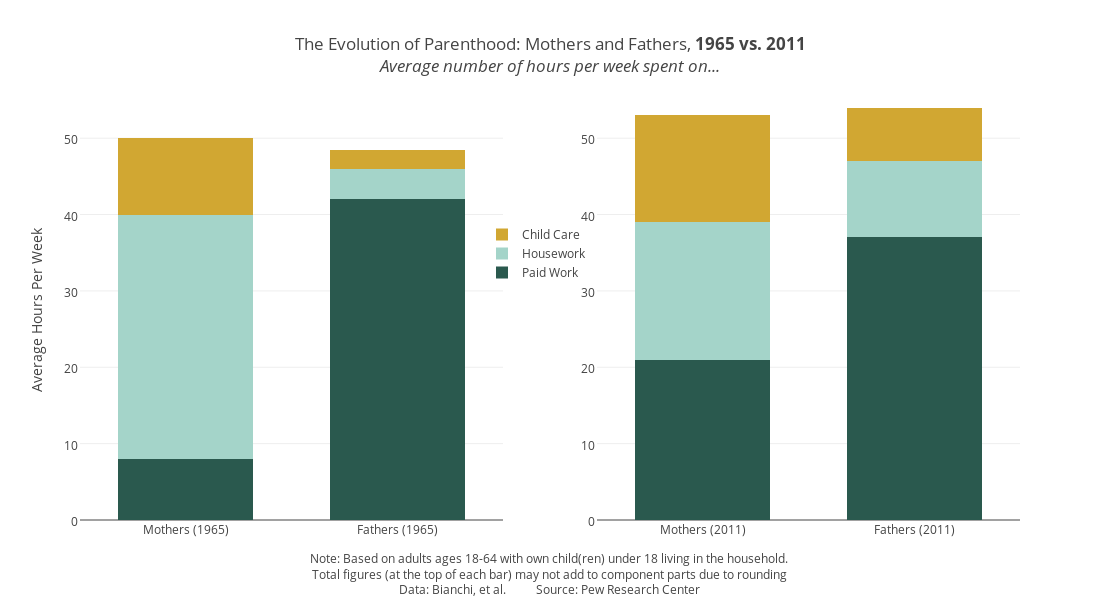 The Evolution of Parenthood: Mothers and Fathers, 1965 vs. 2011
Average number of hours per week spent on...
Average Hours Per Week
50
40
30
20
10
0
Mothers (1965)
Fathers (1965)
Child Care
Housework
Paid Work
50
40
30
20
10
0
Mothers (2011)
Fathers (2011)
Note: Based on adults ages 18-64 with own child(ren) under 18 living in the household.
Total figures (at the top of each bar) may not add to component parts due to rounding
Data: Bianchi, et al. Source: Pew Research Center